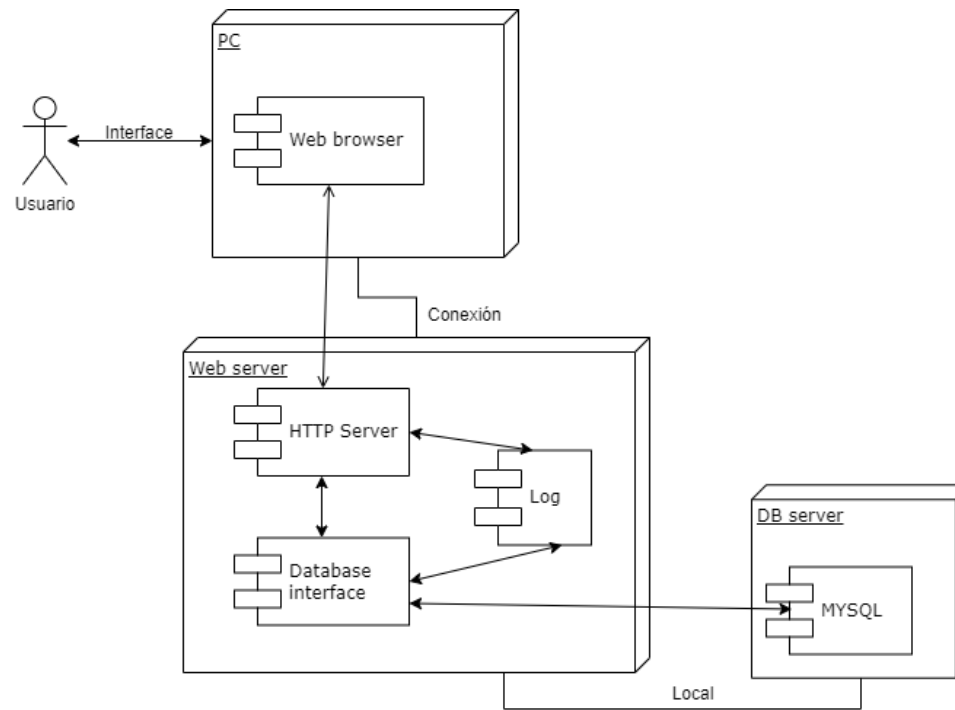 PC
Web browser
Interface
Usuario
Conexión
Web server
HTTP Server
Log
Database
interface
DB server
MYSQL
Local